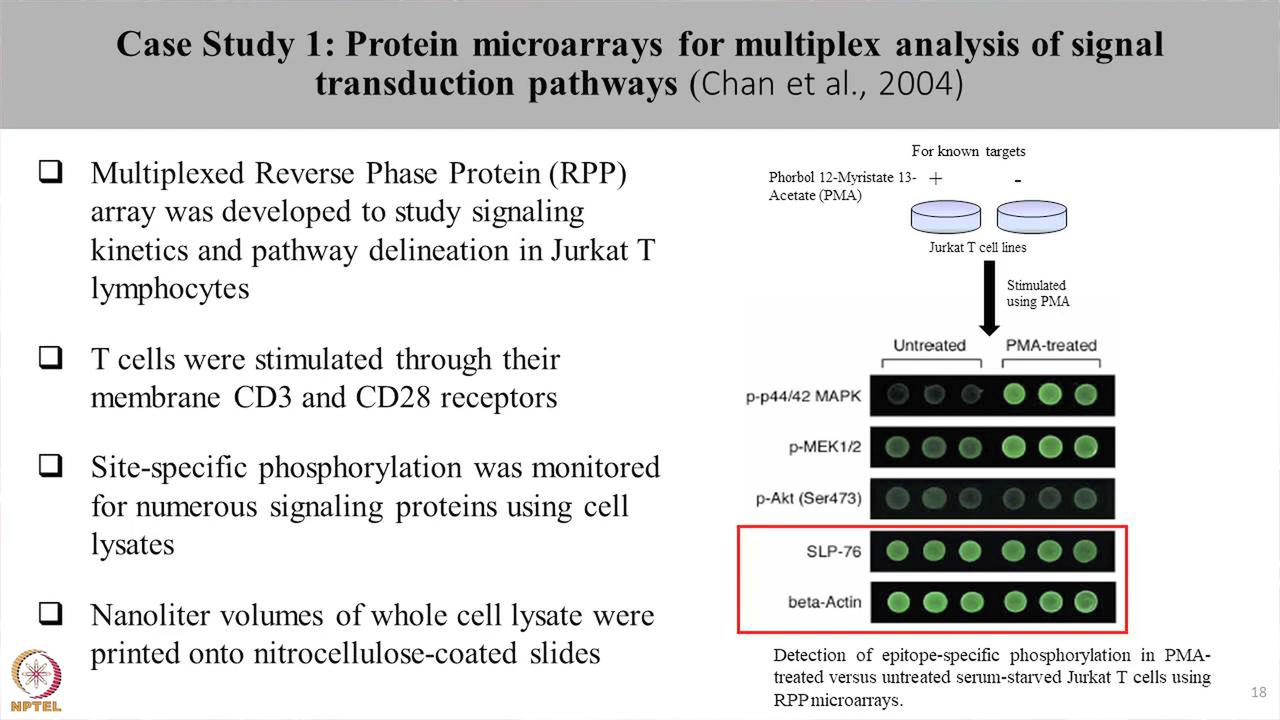 Case Study 1: Protein microarrays for multiplex analysis of signal
transduction pathways (Chan et al., 2004)
Multiplexed Reverse Phase Protein (RPP)
array was developed to study signaling
kinetics and pathway delineation in Jurkat T
lymphocytes
T cells were stimulated through their
membrane CD3 and CD28 receptors
Site-specific phosphorylation was monitored
for numerous signaling proteins using cell
lysates
Nanoliter volumes of whole cell lysate were
printed onto nitrocellulose-coated slides
For known targets
Phorbol 12-Myristate 13-
Acetate (PMA)
+ -
Jurkat T cell lines
Stimulated
using PMA
Untreated PMA-treated
p-p44/42 MAPK
p-MEK1/2
p-Akt (Ser473)
SLP-76
beta-Actin
Detection of epitope-specific phosphorylation in PMA-
treated versus untreated serum-starved Jurkat T cells using
RPP microarrays.
NPTEL
18